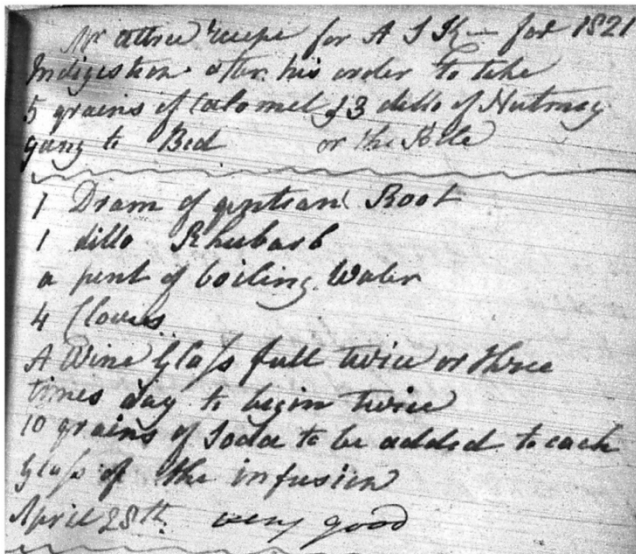 Mr attree Recipe for A S K for 1821
Indigestion after his order to take
5 grains of Calomel & 3 ditto of Nutmeg
going to Bed or the Pill
1 Dram of gentian Root
1 ditto Rhubarb
a pint of boiling Water
4 Cloves
A Wine Glass full twice or three
times day to begin twice
10 grains of Soda to be added to each
Glass of the infusion
April 28th very good